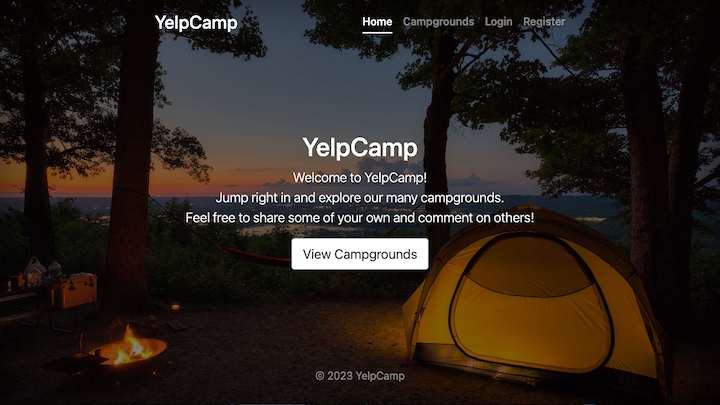 YelpCamp
Home Campgrounds Login Register
YelpCamp
Welcome to YelpCamp!
Jump right in and explore our many campgrounds.
Feel free to share some of your own and comment on others!
View Campgrounds
© 2023 YelpCamp